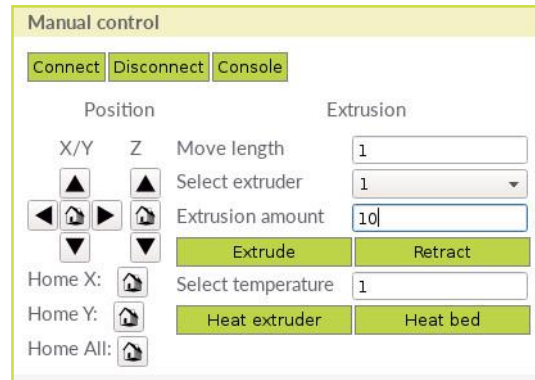 Manual control
Connect Disconnect Console
Position Extrusion
X/Y Z Move length 1
Select extruder 1
Extrusion amount 10
Extrude Retract
Home X: Select temperature 1
Home Y: Heat extruder Heat bed
Home All: